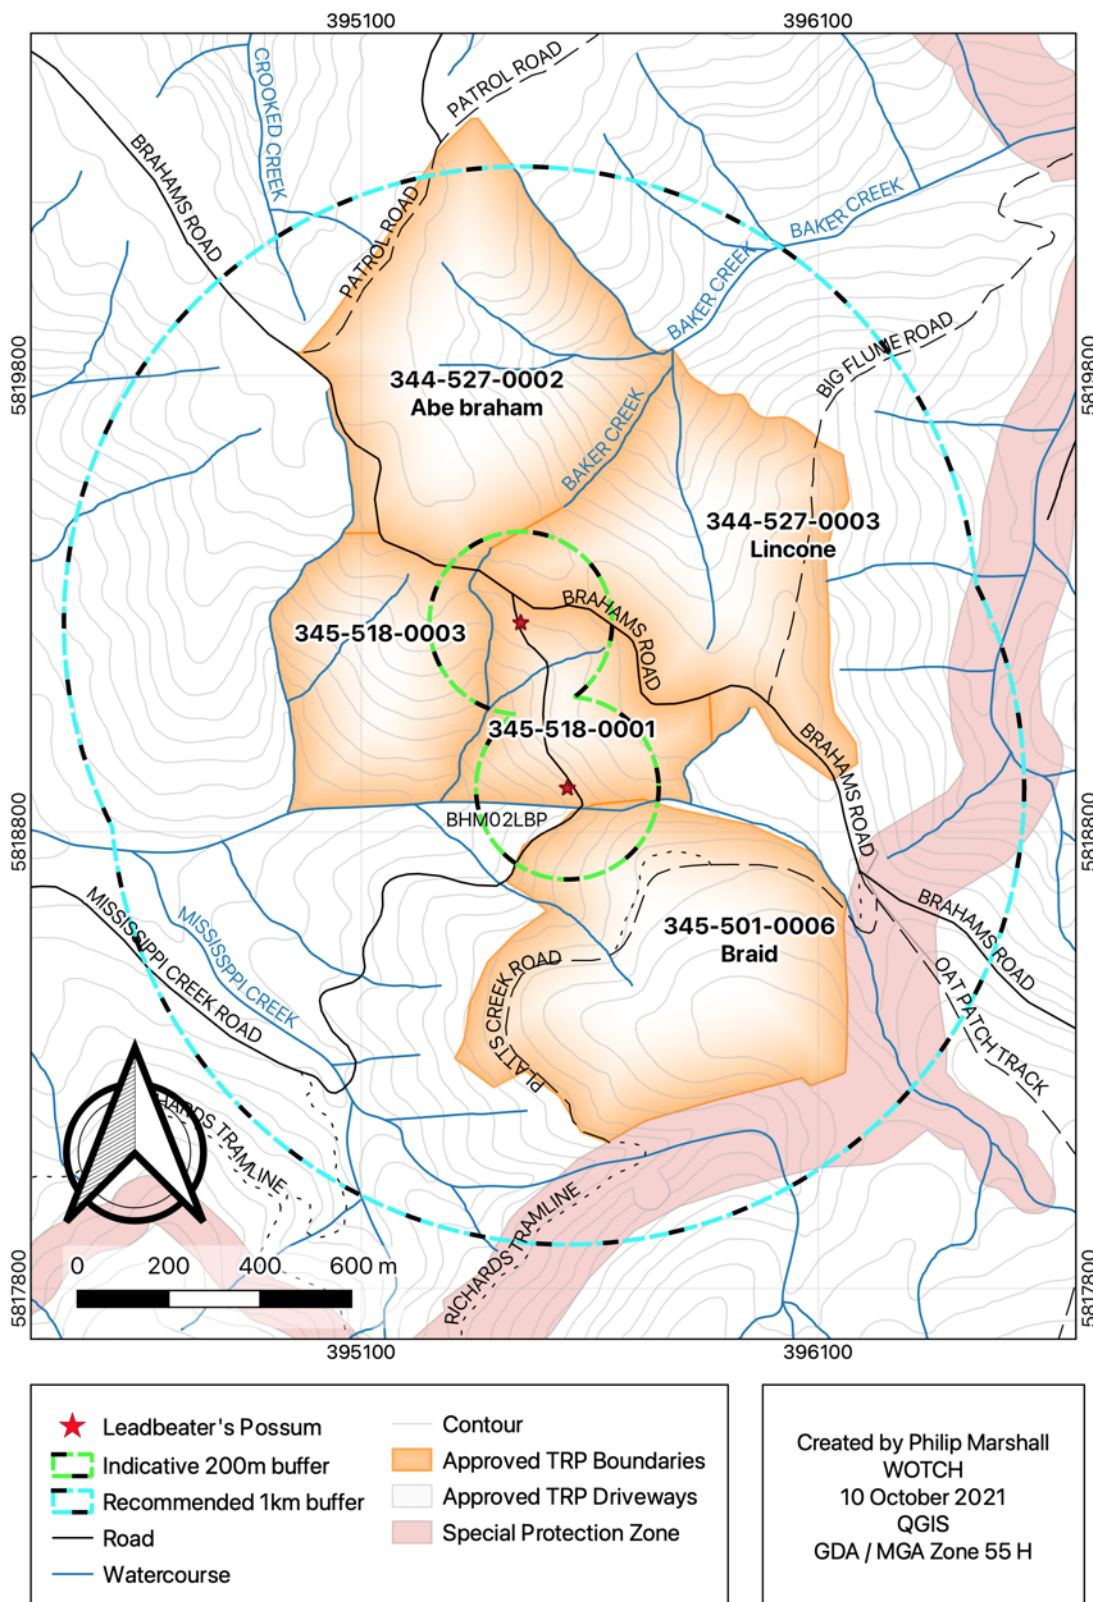 395100
396100
PATROL ROAD
CROOKED CREEK
BRAHAMS ROAD
PATROL ROAD
BAKER CREEK
BAKER CREEK
BIG FLUME ROAD
5819800
5819800
344-527-0002
Abe braham
BAKER CREEK
344-527-0003
Lincone
BRAHAMS ROAD
345-518-0003
345-518-0001
BRAHAMS ROAD
BHM02LBP
5818800
5818800
MISSISSIPPI CREEK ROAD
MISSISSPPI CREEK
345-501-0006
Braid
BRAHAMS ROAD
PLATTS CREEK ROAD
OAT PATCH TRACK
HARDS TRAMLINE
RICHARDS TRAMLINE
0 200 400 600 m
5817800
5817800
395100
396100
Leadbeater's Possum
Indicative 200m buffer
Recommended 1km buffer
Road
Watercourse
Contour
Approved TRP Boundaries
Approved TRP Driveways
Special Protection Zone
Created by Philip Marshall
WOTCH
10 October 2021
QGIS
GDA / MGA Zone 55 H